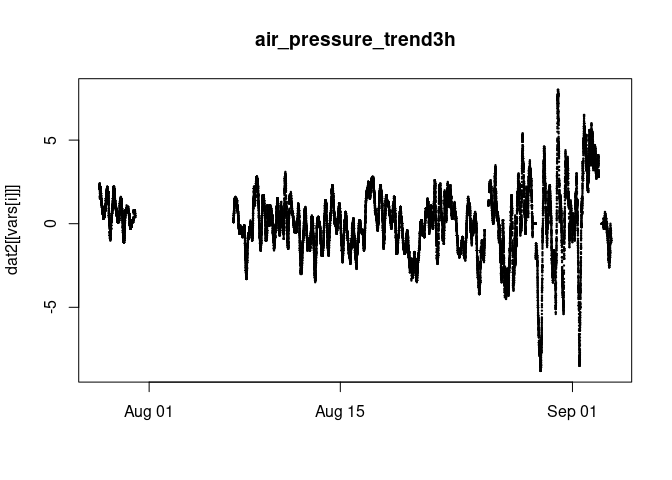 air_pressure_trend3h
dat2[[vars[i]]]
5
0
-5
Aug 01
Aug 15
Sep 01